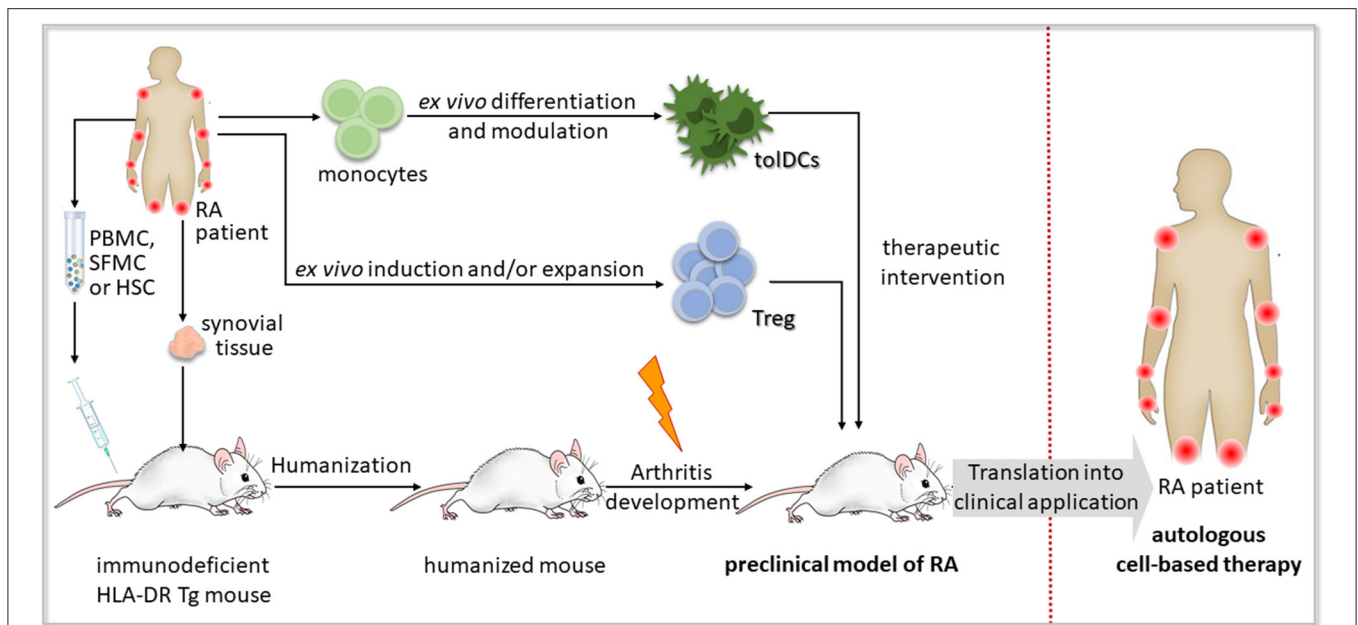 ex vivo differentiation
and modulation
monocytes
tolDCs
RA
patient
PBMC,
SFMC
or HSC
ex vivo induction and/or expansion
Treg
therapeutic
intervention
synovial
tissue
Humanization
Arthritis
development
Translation into
clinical application
RA patient
autologous
cell-based therapy
immunodeficient
HLA-DR Tg mouse
humanized mouse
preclinical model of RA